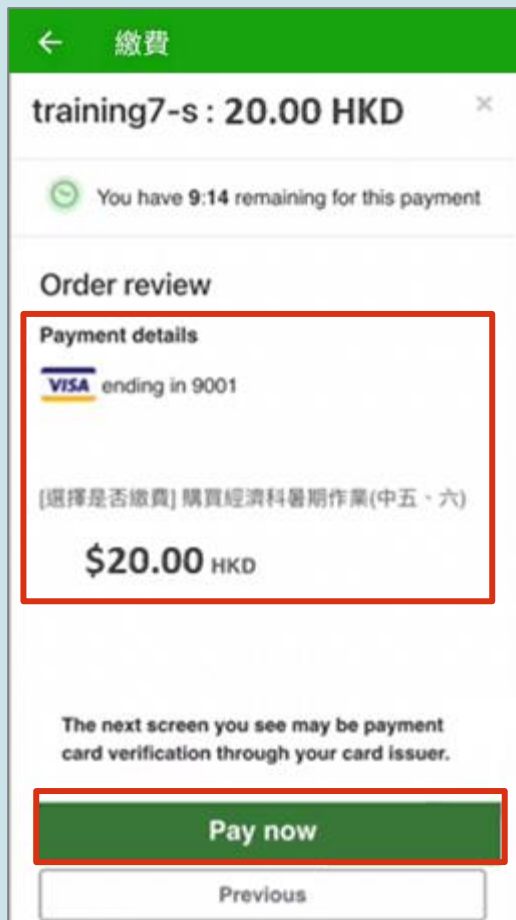 繳費
training7-s : 20.00 HKD
You have 9:14 remaining for this payment
Order review
Payment details
VISA ending in 9001
[選擇是否繳費] 購買經濟科暑期作業(中五、六)
$20.00 HKD
The next screen you see may be payment
card verification through your card issuer.
Pay now
Previous